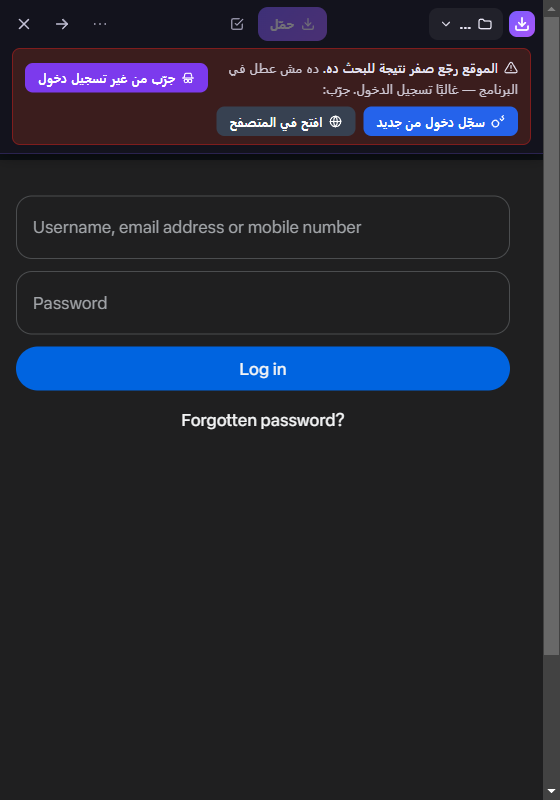 حمّل
...
الموقع رجّع صفر نتيجة للبحث ده. ده مش عطل في
البرنامج — غالبًا تسجيل الدخول. جرّب:
جرّب من غير تسجيل دخول
سجّل دخول من جديد
افتح في المتصفح
Username, email address or mobile number
Password
Log in
Forgotten password?